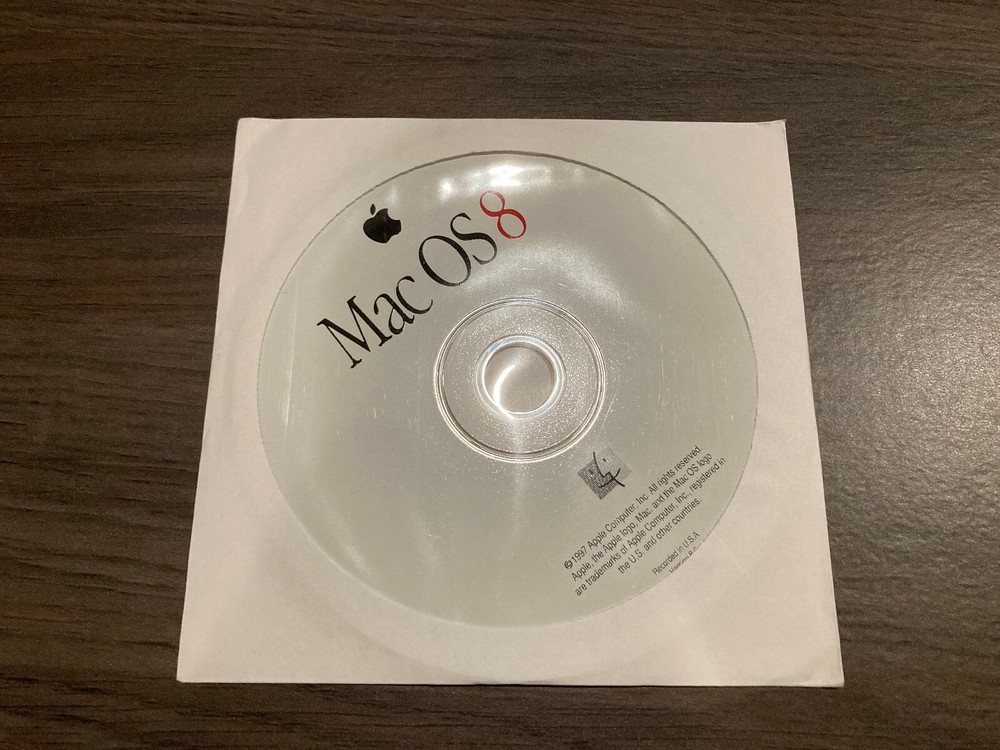 Mac OS 8
℗1997 Apple Computer, Inc. All rights reserved.
Apple, the Apple logo, Mac, and the Mac OS logo
are trademarks of Apple Computer, Inc., registered in
the U.S. and other countries.
Recorded in U.S.A.